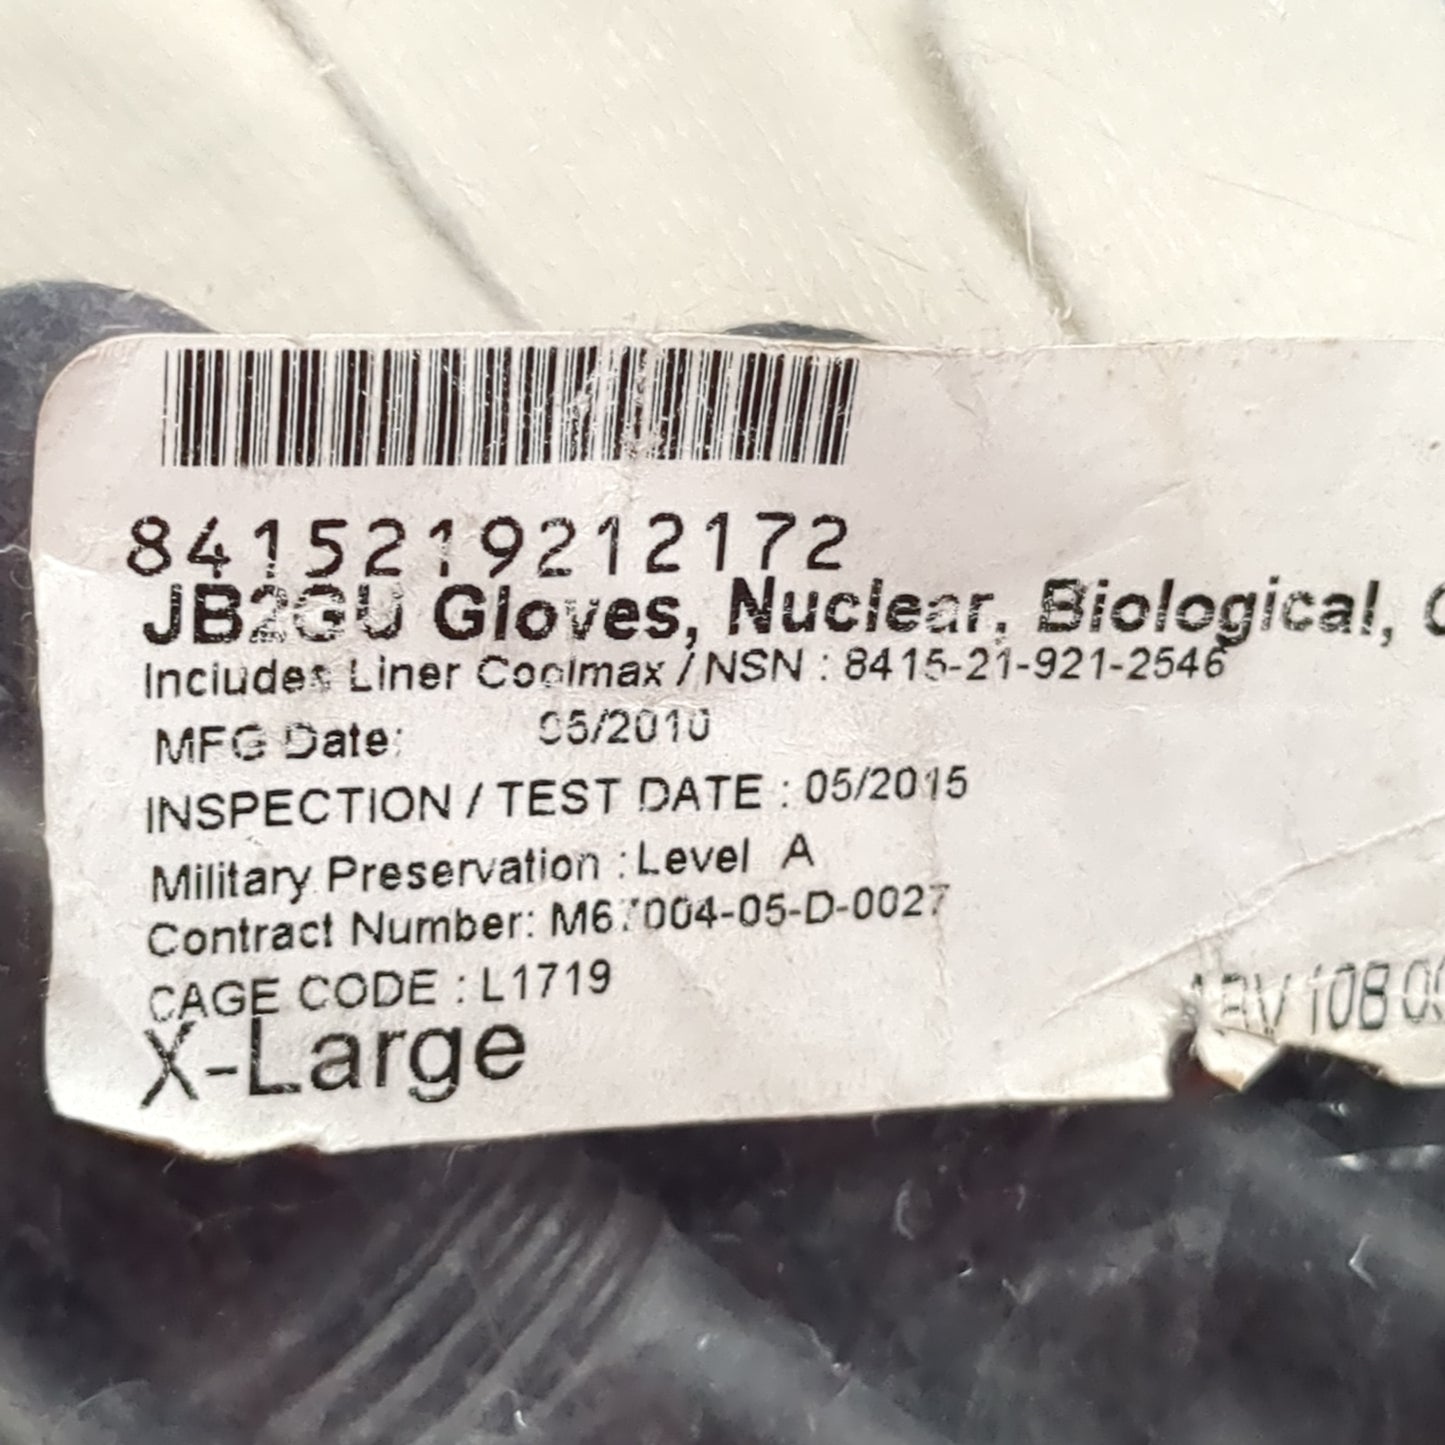 8415219212172
JB2GU Gloves, Nuclear, Biological,
Includes Liner Coolmax / NSN : 8415-21-921-2546
MFG Date: 05/2010
INSPECTION / TEST DATE : 05/2015
Military Preservation : Level A
Contract Number: M67004-05-D-0027
CAGE CODE : L1719
X-Large